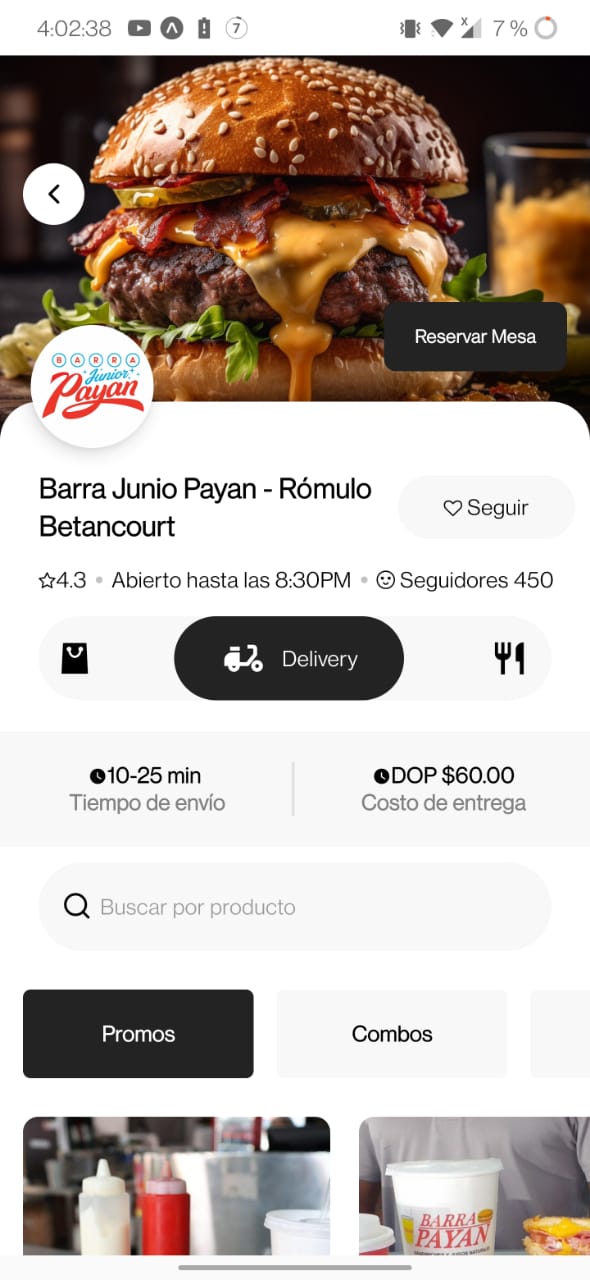 4:02:38
7
7 %
Reservar Mesa
BARRA
Junior
Payan
Barra Junio Payan - Rómulo
Betancourt
Seguir
4.3 • Abierto hasta las 8:30PM • Seguidores 450
Delivery
10-25 min
Tiempo de envío
DOP $60.00
Costo de entrega
Buscar por producto
Promos
Combos
BARRA
PAYAN